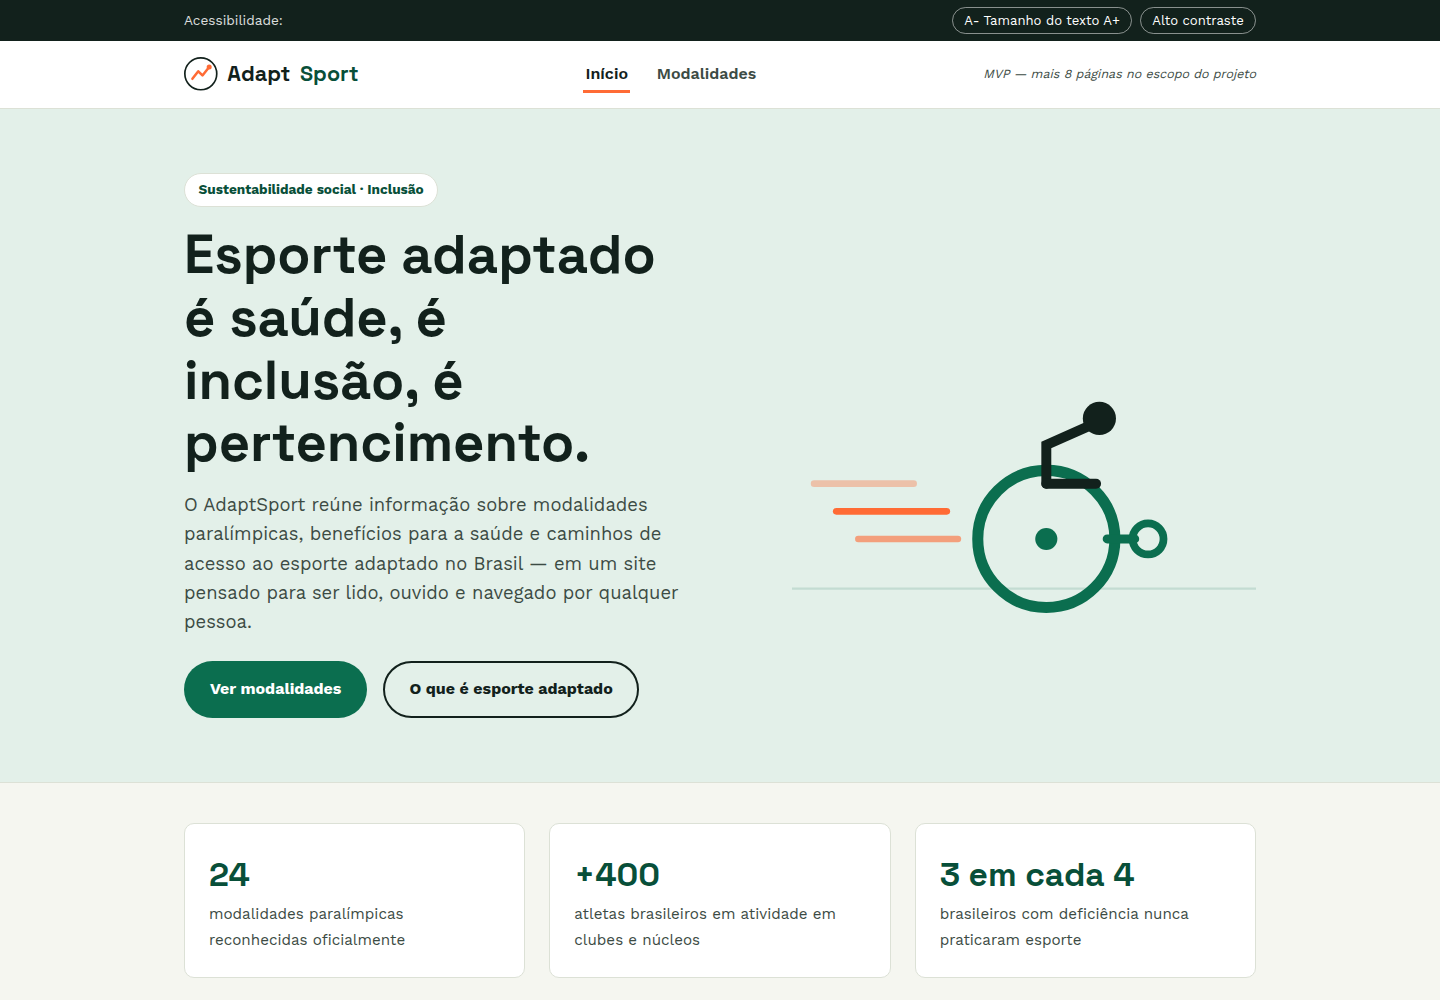 Acessibilidade:
A- Tamanho do texto A+
Alto contraste
Adapt Sport
Início
Modalidades
MVP — mais 8 páginas no escopo do projeto
Sustentabilidade social · Inclusão
Esporte adaptado
é saúde, é
inclusão, é
pertencimento.
O AdaptSport reúne informação sobre modalidades
paralímpicas, benefícios para a saúde e caminhos de
acesso ao esporte adaptado no Brasil — em um site
pensado para ser lido, ouvido e navegado por qualquer
pessoa.
Ver modalidades
O que é esporte adaptado
24
modalidades paralímpicas
reconhecidas oficialmente
+400
atletas brasileiros em atividade em
clubes e núcleos
3 em cada 4
brasileiros com deficiência nunca
praticaram esporte